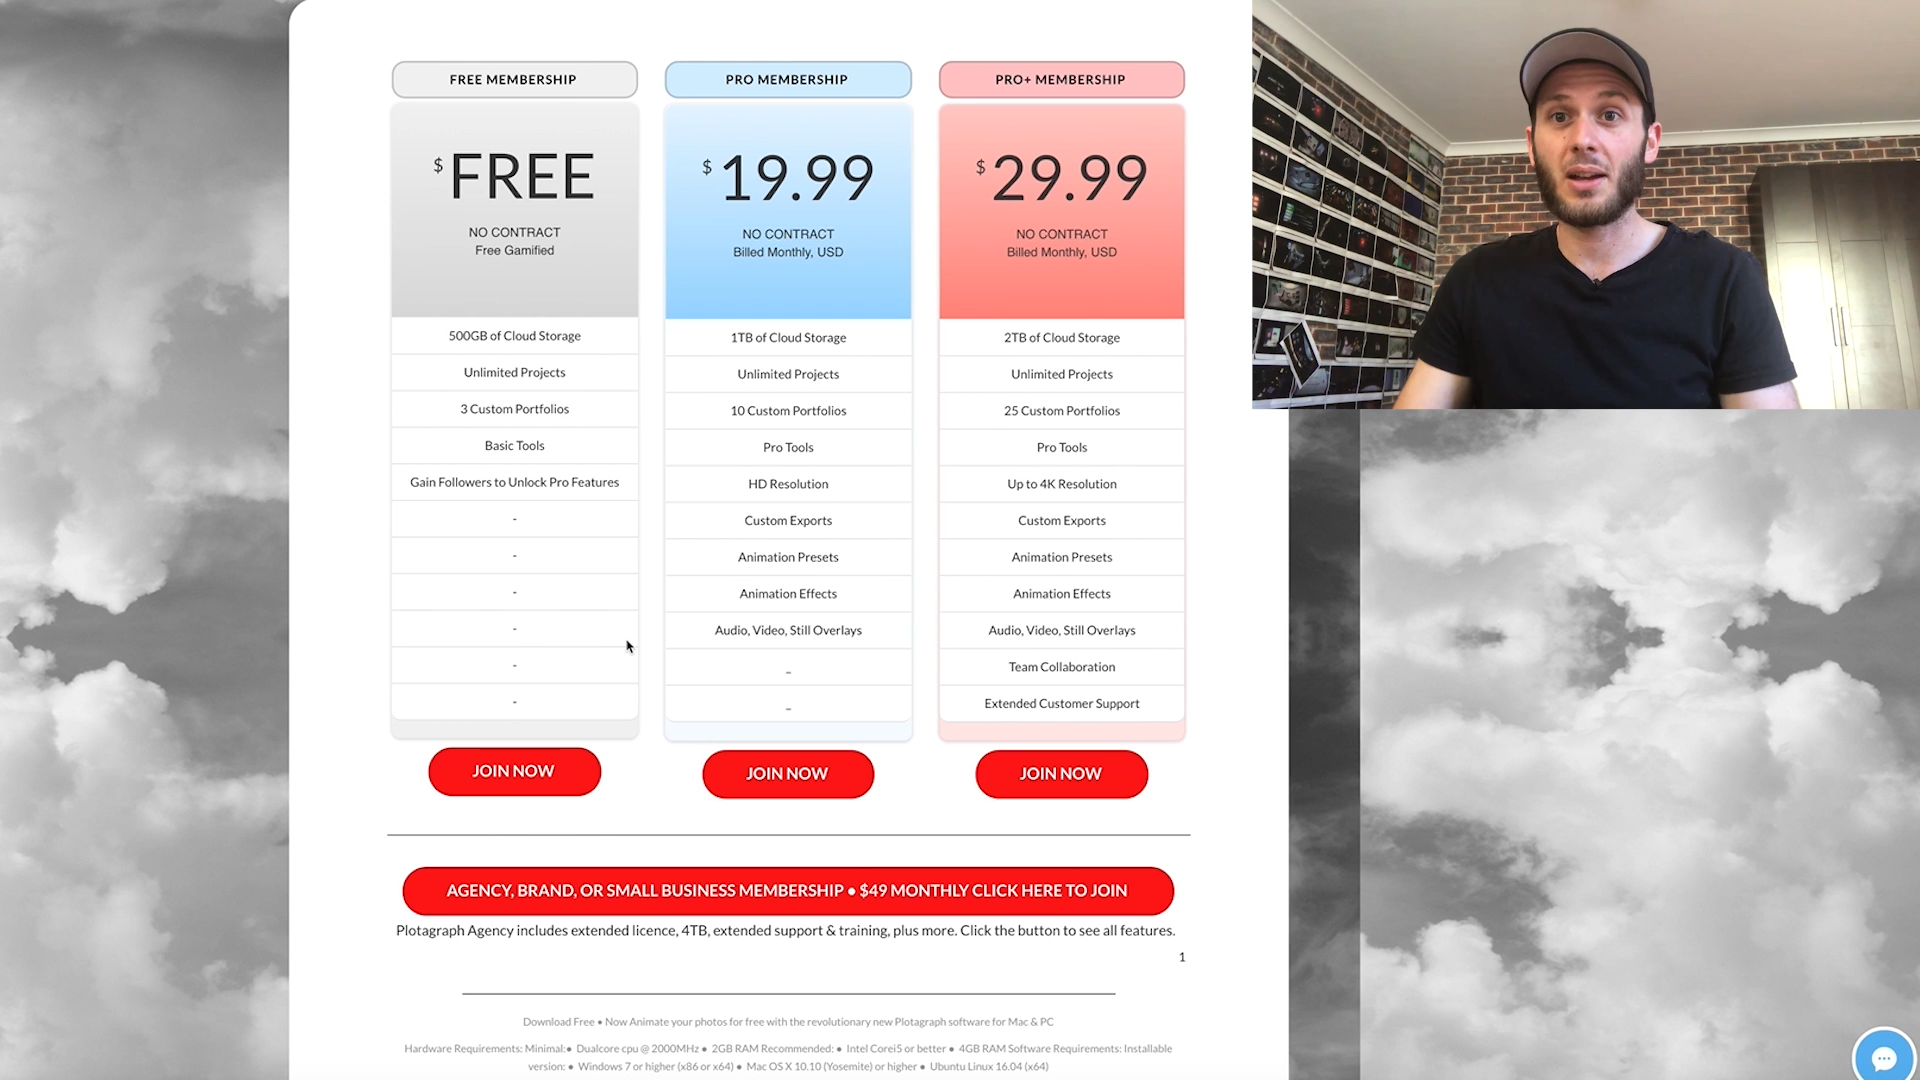 FREE MEMBERSHIP
$ FREE
NO CONTRACT
Free Gamified
500GB of Cloud Storage
Unlimited Projects
3 Custom Portfolios
Basic Tools
Gain Followers to Unlock Pro Features
-
-
-
-
-
-
JOIN NOW
PRO MEMBERSHIP
$ 19.99
NO CONTRACT
Billed Monthly, USD
1TB of Cloud Storage
Unlimited Projects
10 Custom Portfolios
Pro Tools
HD Resolution
Custom Exports
Animation Presets
Animation Effects
Audio, Video, Still Overlays
–
–
JOIN NOW
PRO+ MEMBERSHIP
$ 29.99
NO CONTRACT
Billed Monthly, USD
2TB of Cloud Storage
Unlimited Projects
25 Custom Portfolios
Pro Tools
Up to 4K Resolution
Custom Exports
Animation Presets
Animation Effects
Audio, Video, Still Overlays
Team Collaboration
Extended Customer Support
JOIN NOW
AGENCY, BRAND, OR SMALL BUSINESS MEMBERSHIP • $49 MONTHLY CLICK HERE TO JOIN
Plotagraph Agency includes extended licence, 4TB, extended support & training, plus more. Click the button to see all features.
1
Download Free • Now Animate your photos for free with the revolutionary new Plotagraph software for Mac & PC
Hardware Requirements: Minimal:• Dualcore cpu @ 2000MHz • 2GB RAM Recommended: • Intel Corei5 or better • 4GB RAM Software Requirements: Installable
version: • Windows 7 or higher (x86 or x64) • Mac OS X 10.10 (Yosemite) or higher • Ubuntu Linux 16.04 (x64)